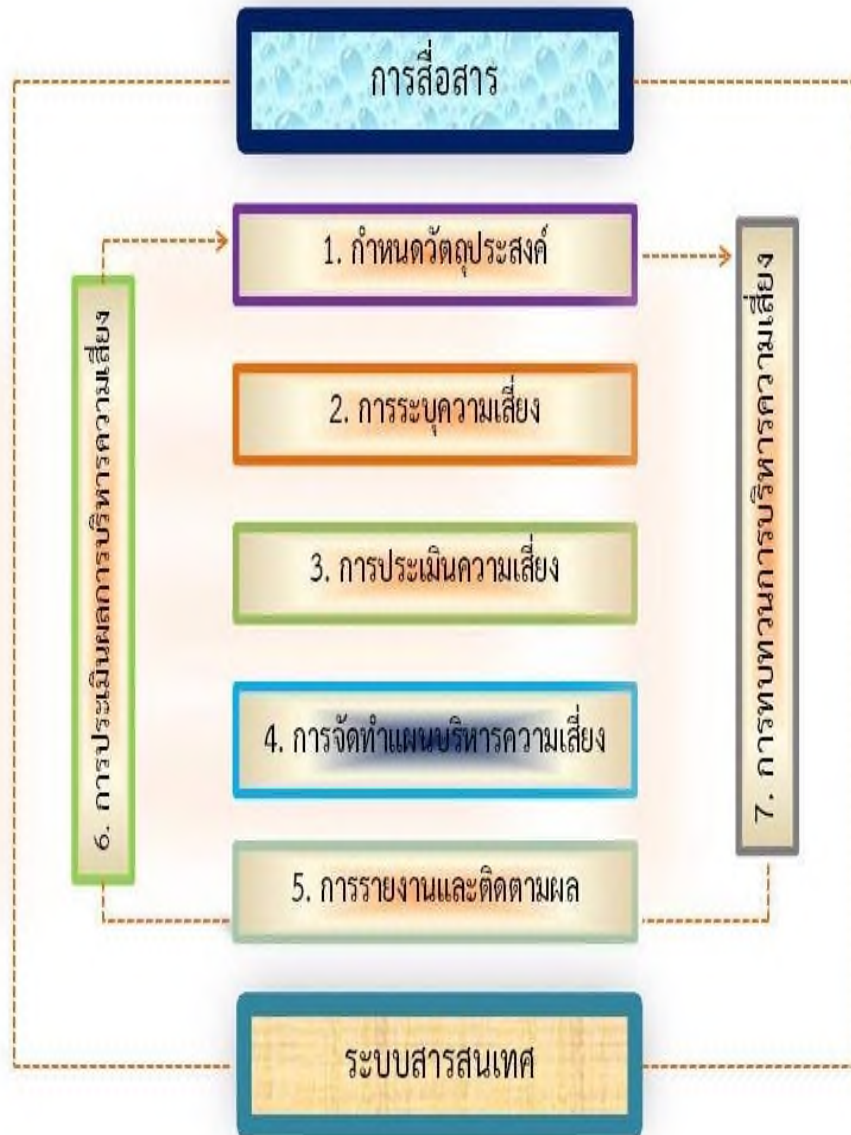 การสื่อสาร
1. กำหนดวัตถุประสงค์
2. การระบุความเสี่ยง
3. การประเมินความเสี่ยง
4. การจัดทำแผนบริหารความเสี่ยง
5. การรายงานและติดตามผล
6. การประเมินผลการบริหารความเสี่ยง
7. การทบทวนการบริหารความเสี่ยง
ระบบสารสนเทศ